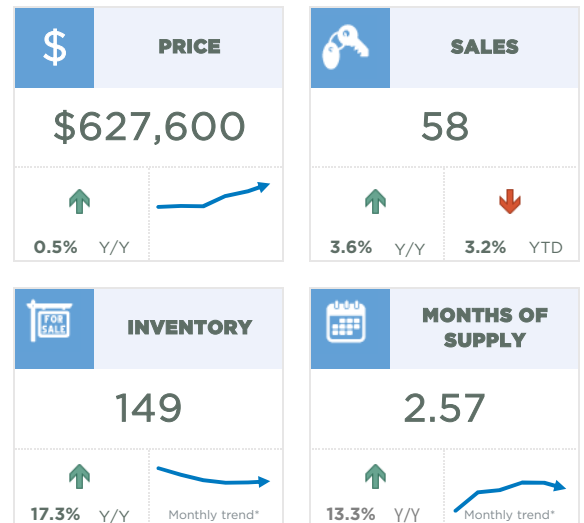 $
PRICE
$627,600
0.5% Y/Y
SALES
58
3.6% Y/Y
3.2% YTD
FOR
SALE
INVENTORY
149
17.3% Y/Y
Monthly trend*
MONTHS OF
SUPPLY
2.57
13.3% Y/Y
Monthly trend*